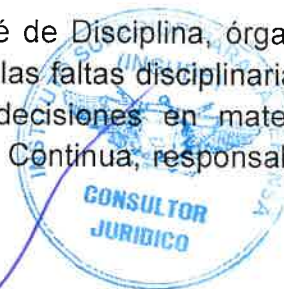 é de Disciplina, órga
las faltas disciplinaria
decisiones en mate
Continua, responsal
CONSULTOR
JURIDICO